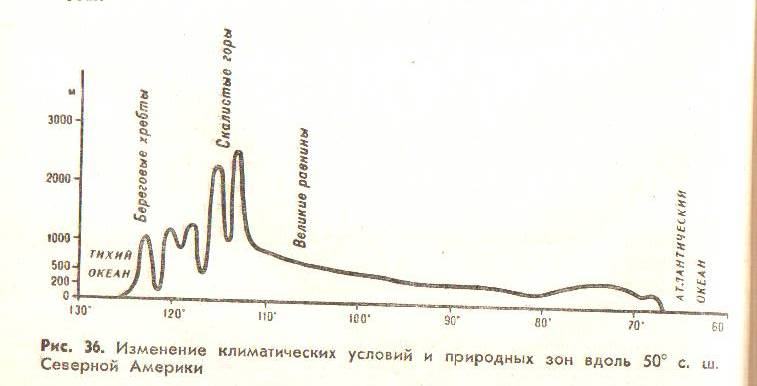 Береговые хребты
Скалистые горы
Великие равнины
м
3000
2000
1000
500
200
0
ТИХИЙ
ОКЕАН
АТЛАНТИЧЕСКИЙ
ОКЕАН
130°
120°
110°
100°
90°
80°
70°
60
Рис. 36. Изменение климатических условий и природных зон вдоль 50° с. ш.
Северной Америки